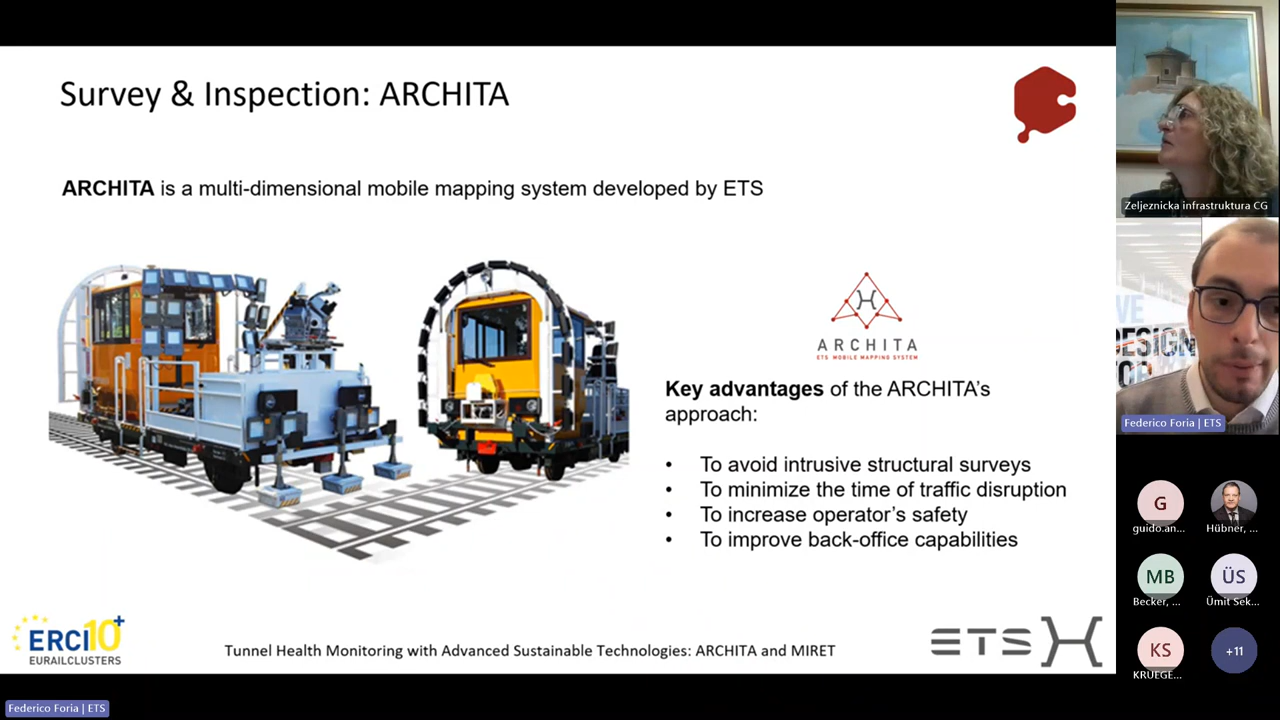 Survey & Inspection: ARCHITA
ARCHITA is a multi-dimensional mobile mapping system developed by ETS
ARCHITA
ETS MOBILE MAPPING SYSTEM
Key advantages of the ARCHITA's
approach:
• To avoid intrusive structural surveys
• To minimize the time of traffic disruption
• To increase operator's safety
• To improve back-office capabilities
ERCI10+
EURAILCLUSTERS
Tunnel Health Monitoring with Advanced Sustainable Technologies: ARCHITA and MIRET
ETS
Federico Foria | ETS
Zeljeznicka infrastruktura CG
DESIGN
Federico Foria | ETS
G
guido.an...
Hübner, ...
MB
Becker, ...
ÜS
Ümit Sek...
KS
KRUEGE...
+11